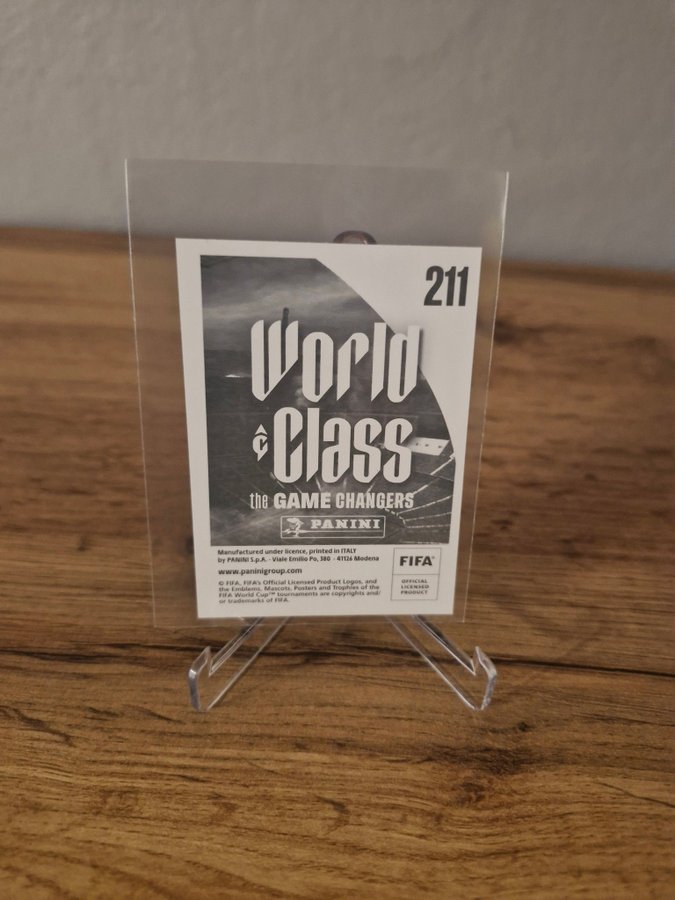 211
World
Class
the GAME CHANGERS
PANINI
Manufactured under licence, printed in ITALY
by PANINI S.p.A. - Viale Emilio Po, 380 - 41126 Modena
www.paninigroup.com
© FIFA, FIFA's Official Licensed Product Logos, and
the Emblems, Mascots, Posters and Trophies of the
FIFA World Cup™ tournaments are copyrights and/
or trademarks of FIFA.
FIFA®
OFFICIAL
LICENSED
PRODUCT